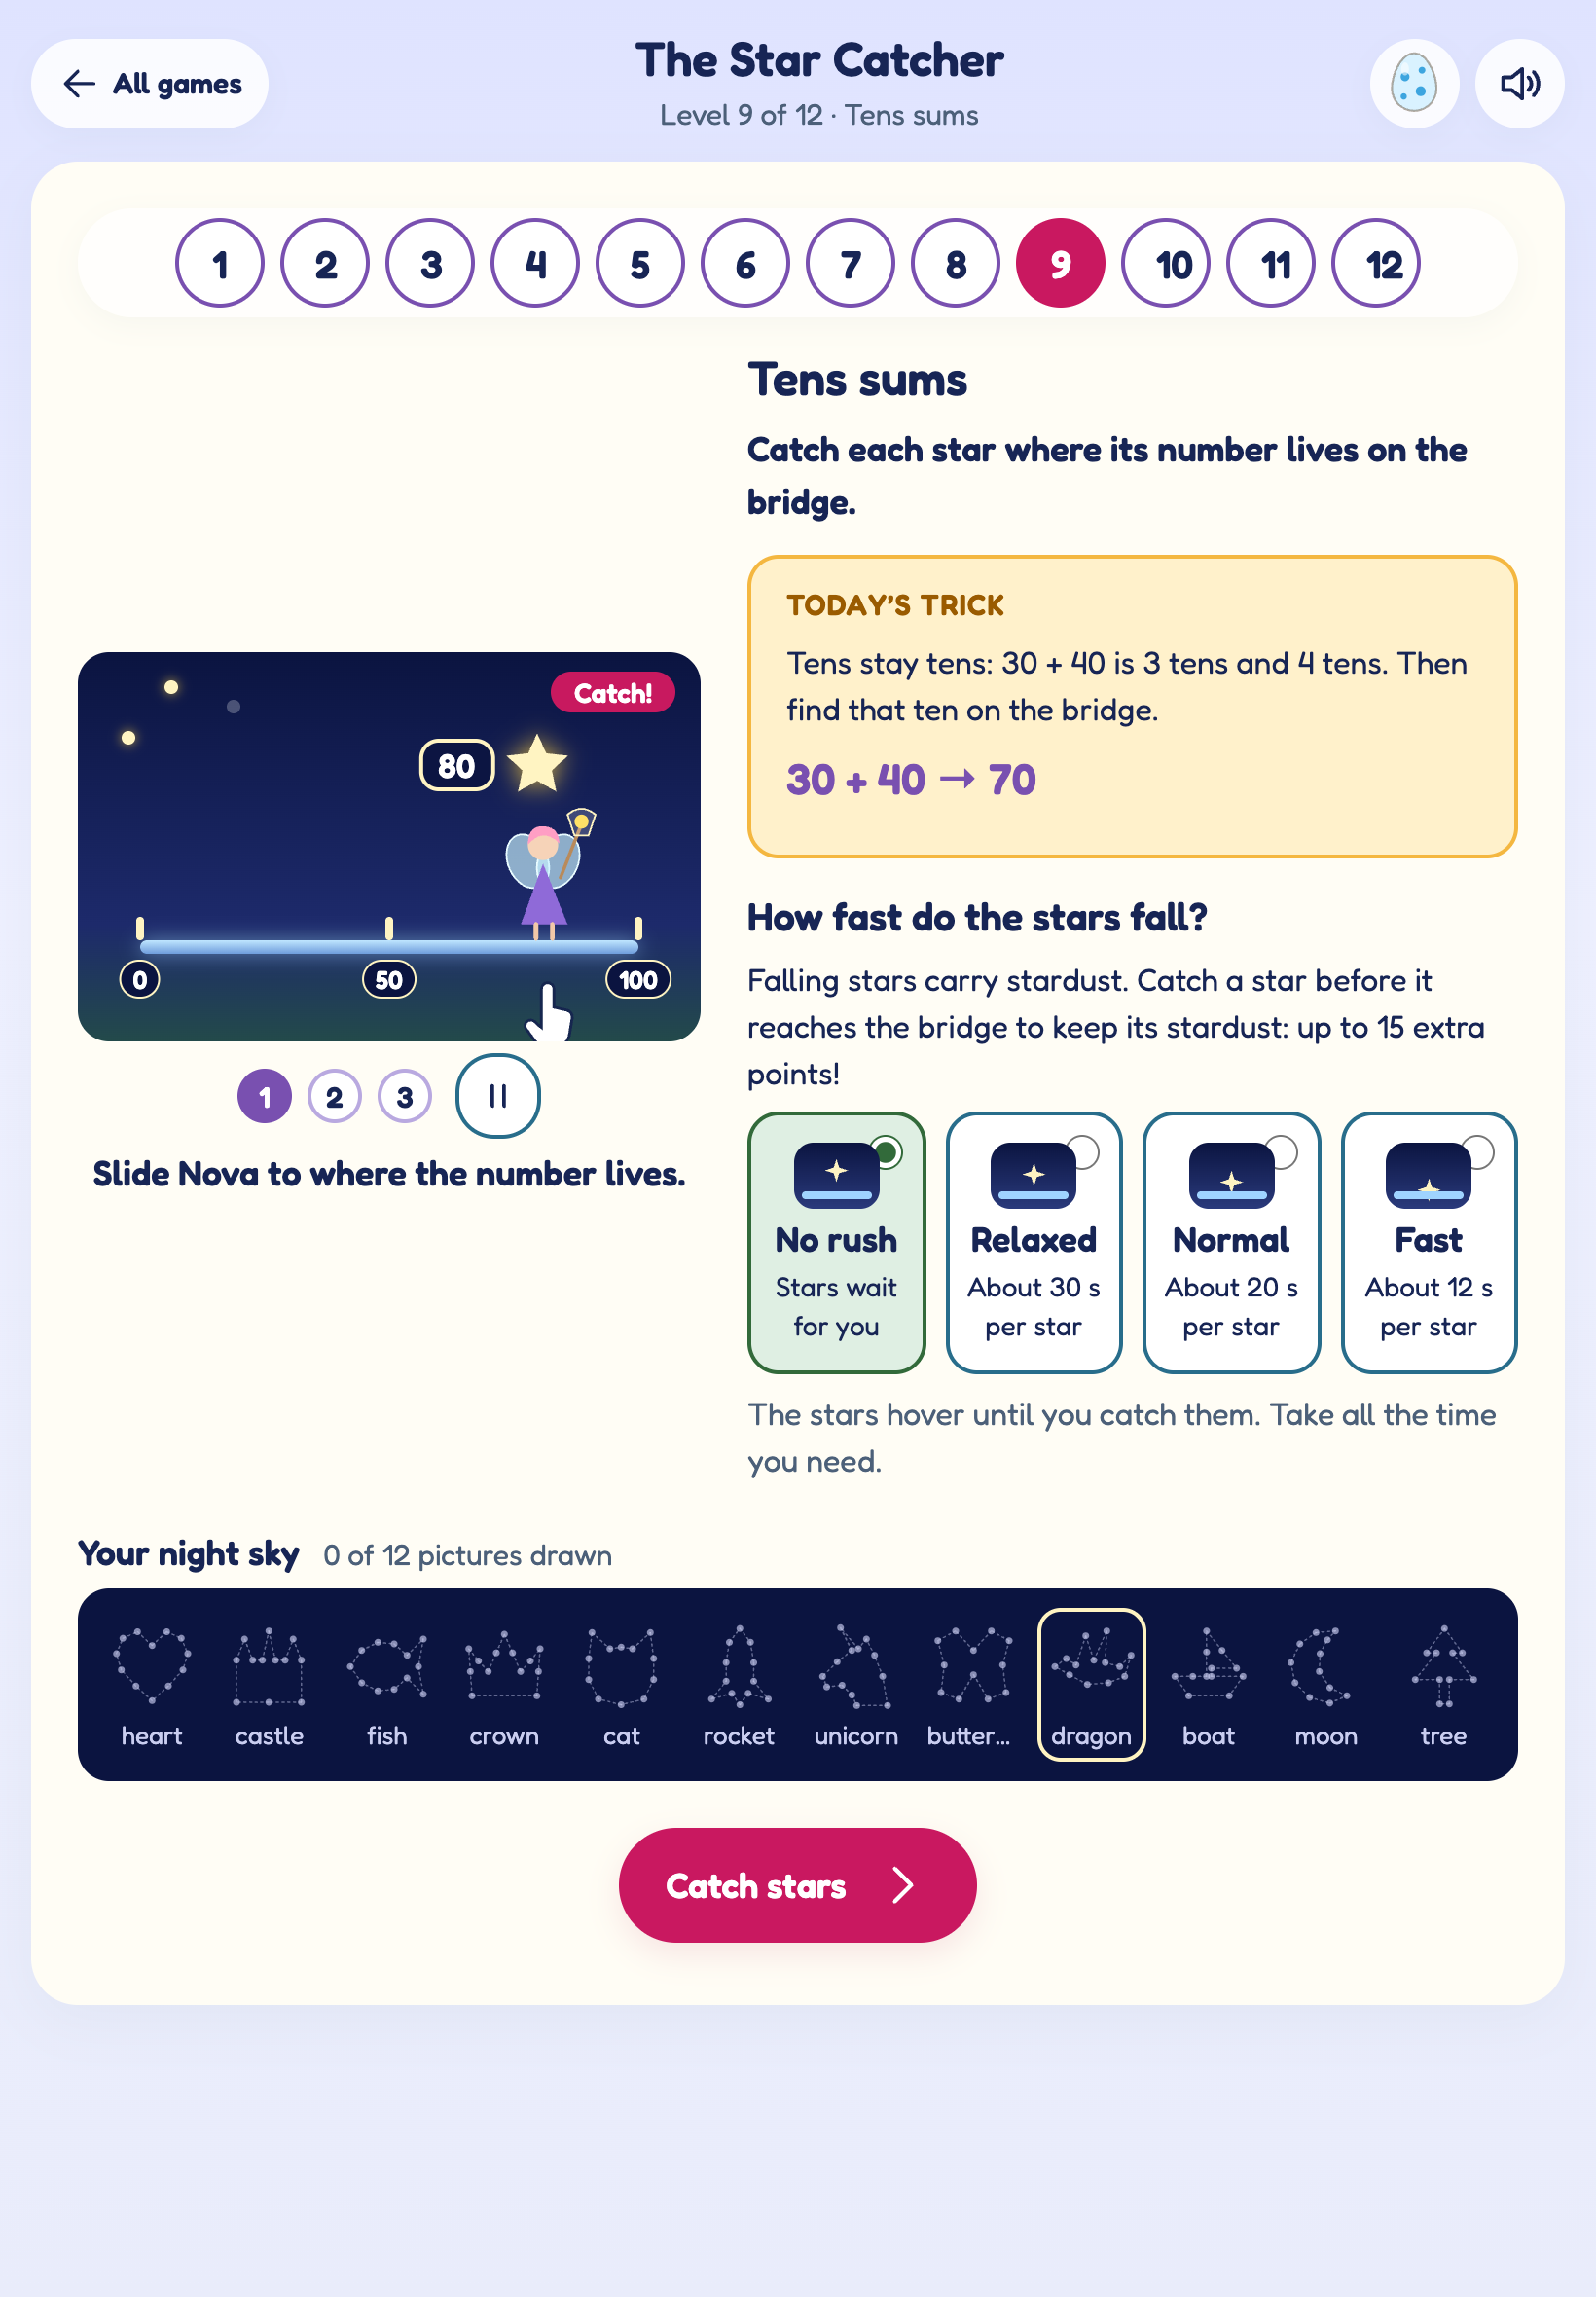 All games
The Star Catcher
Level 9 of 12 · Tens sums
1 2 3 4 5 6 7 8 9 10 11 12
Catch!
80
0 50 100
1 2 3
Slide Nova to where the number lives.
Tens sums
Catch each star where its number lives on the
bridge.
TODAY’S TRICK
Tens stay tens: 30 + 40 is 3 tens and 4 tens. Then
find that ten on the bridge.
30 + 40 → 70
How fast do the stars fall?
Falling stars carry stardust. Catch a star before it
reaches the bridge to keep its stardust: up to 15 extra
points!
No rush
Stars wait
for you
Relaxed
About 30 s
per star
Normal
About 20 s
per star
Fast
About 12 s
per star
The stars hover until you catch them. Take all the time
you need.
Your night sky 0 of 12 pictures drawn
heart castle fish crown cat rocket unicorn butter... dragon boat moon tree
Catch stars